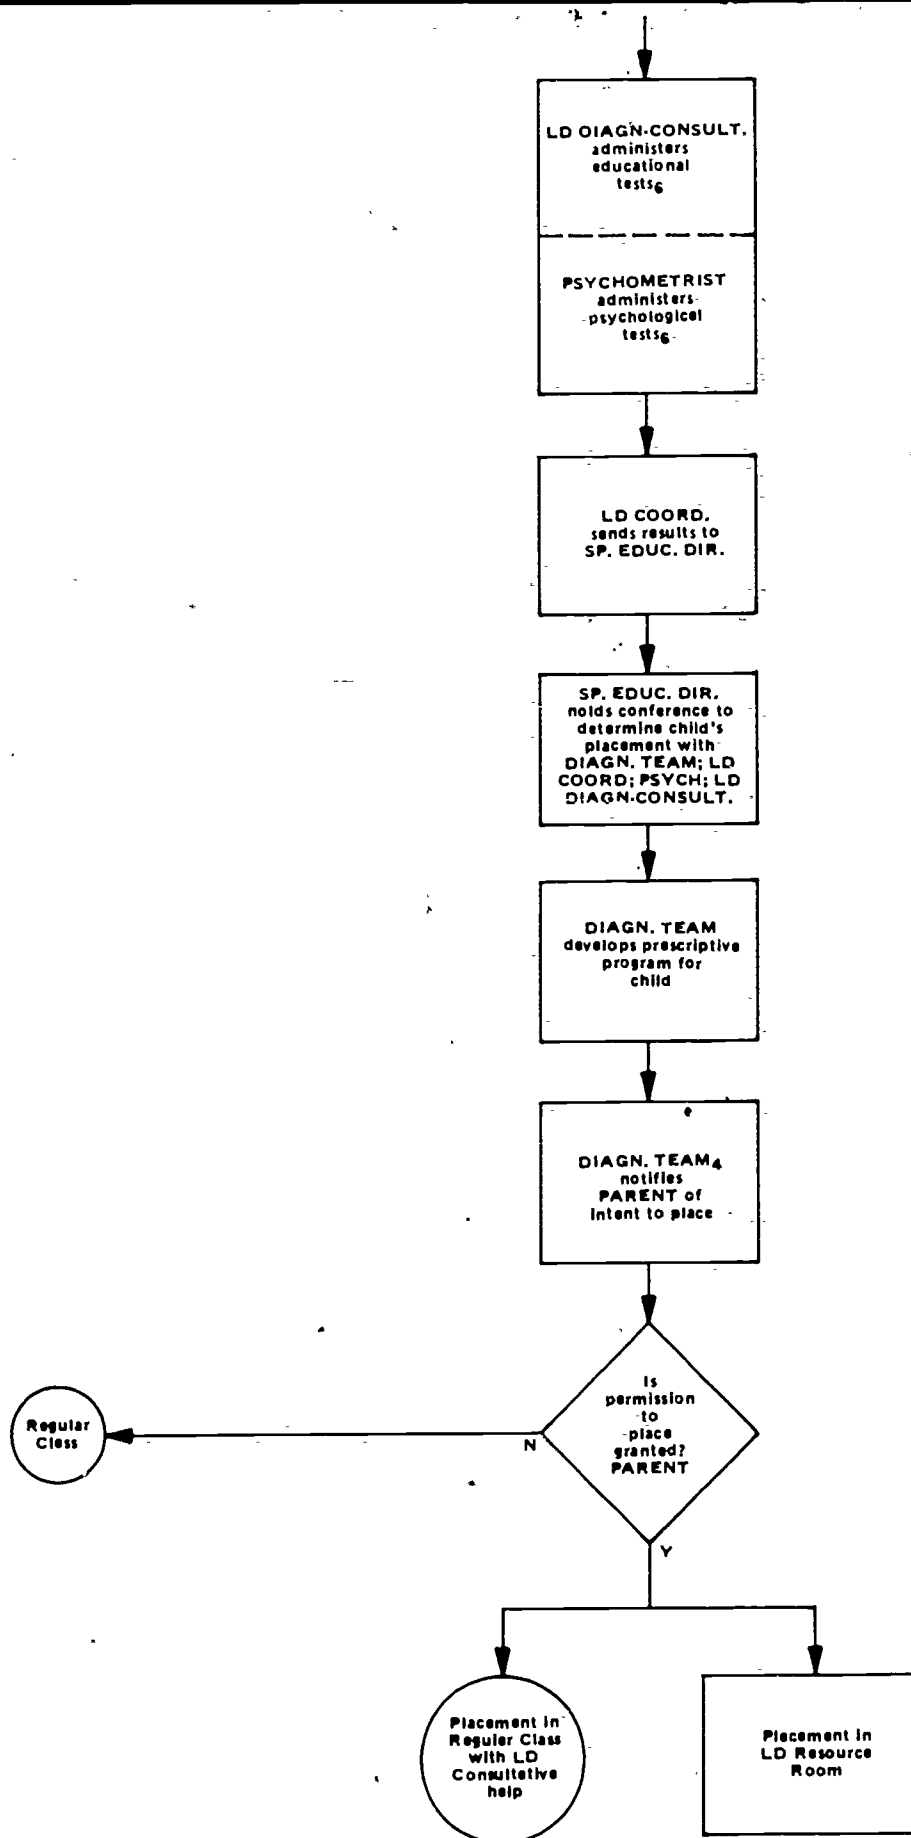 LD DIAGN-CONSULT.
administers
educational
tests6
PSYCHOMETRIST
administers
psychological
tests6
LD COORD.
sends results to
SP. EDUC. DIR.
SP. EDUC. DIR.
holds conference to
determine child's
placement with
DIAGN. TEAM; LD
COORD; PSYCH; LD
DIAGN-CONSULT.
DIAGN. TEAM
develops prescriptive
program for
child
DIAGN. TEAM4
notifies
PARENT of
intent to place
Is
permission
to
place
granted?
PARENT
N
Regular
Class
Y
Placement in
Regular Class
with LD
Consultative
help
Placement in
LD Resource
Room